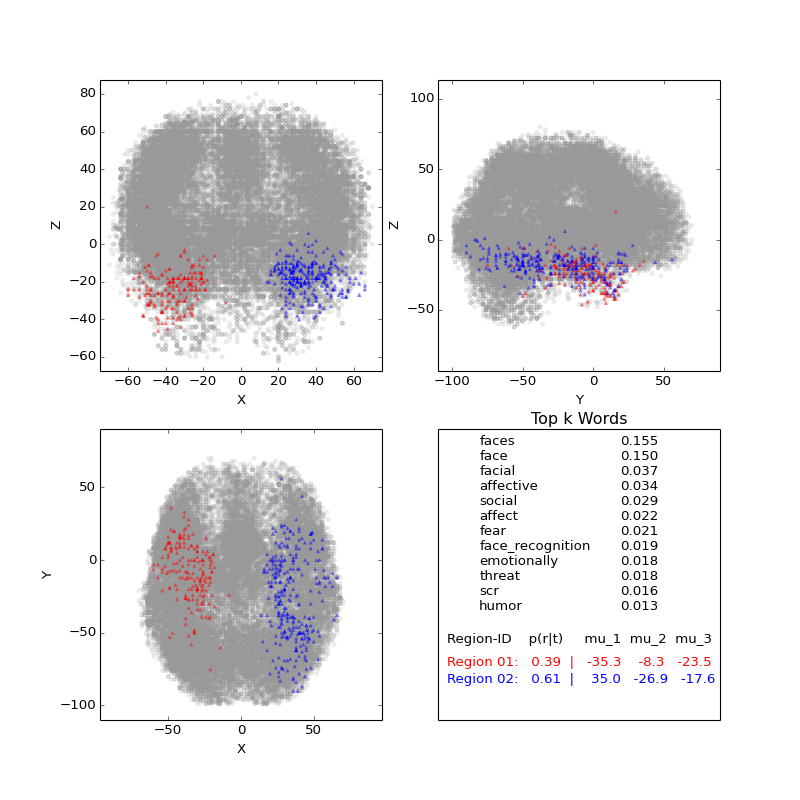 80
60
40
20
0
−20
−40
−60
Z
−60 −40 −20 0 20 40 60
X
100
50
0
−50
Z
−100 −50 0 50
Y
50
0
−50
−100
Y
−50 0 50
X
Top k Words
faces 0.155
face 0.150
facial 0.037
affective 0.034
social 0.029
affect 0.022
fear 0.021
face_recognition 0.019
emotionally 0.018
threat 0.018
scr 0.016
humor 0.013
Region-ID p(r|t) mu_1 mu_2 mu_3
Region 01: 0.39 | -35.3 -8.3 -23.5
Region 02: 0.61 | 35.0 -26.9 -17.6